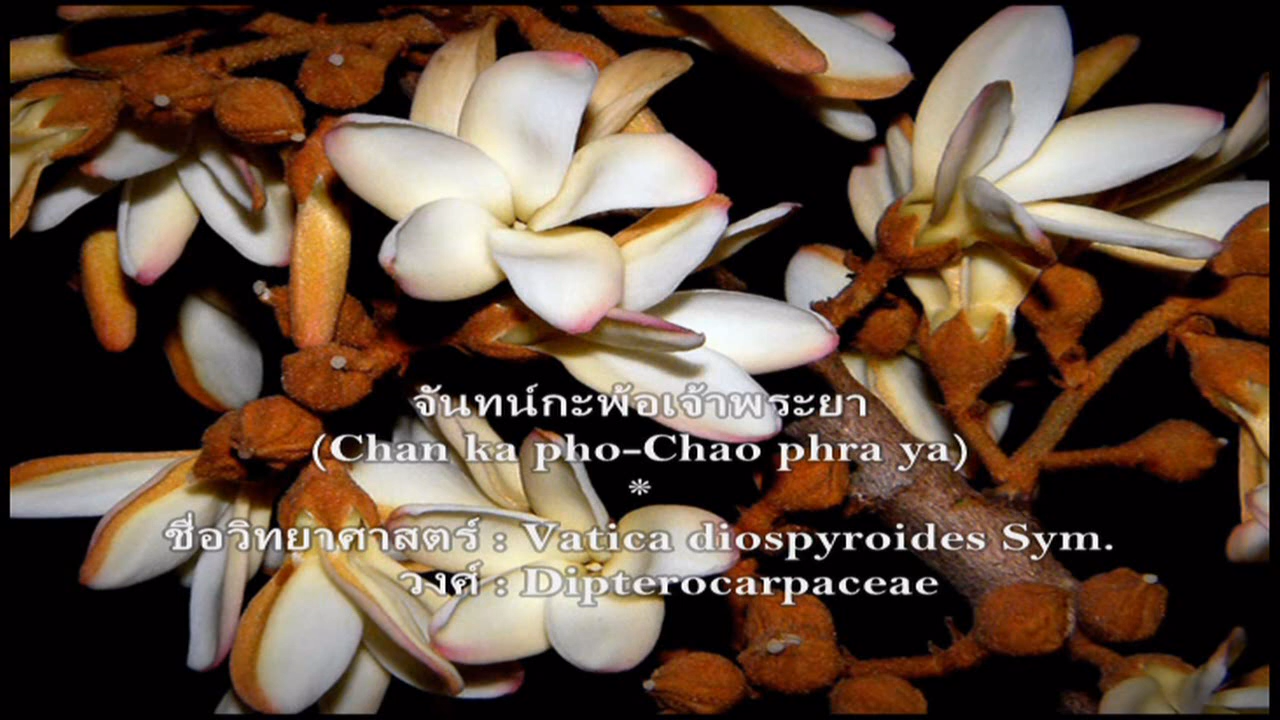 จันทน์กะพ้อเจ้าพระยา
(Chan ka pho-Chao phra ya)
*
ชื่อวิทยาศาสตร์ : Vatica diospyroides Sym.
วงศ์ : Dipterocarpaceae